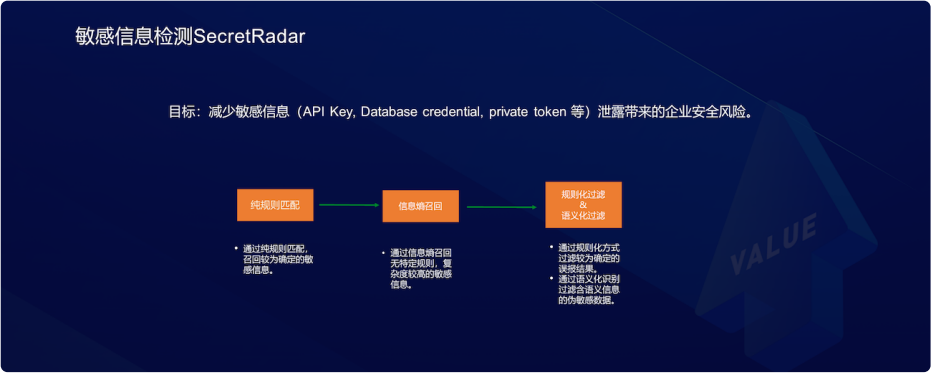 敏感信息检测SecretRadar
目标：减少敏感信息（API Key, Database credential, private token 等）泄露带来的企业安全风险。
纯规则匹配
信息熵召回
规则化过滤
&
语义化过滤
• 通过纯规则匹配，
召回较为确定的敏
感信息。
• 通过信息熵召回
无特定规则，复
杂度较高的敏感
信息。
• 通过规则化方式
过滤较为确定的
误报结果。
• 通过语义化识别
过滤含语义信息
的伪敏感数据。
VALUE